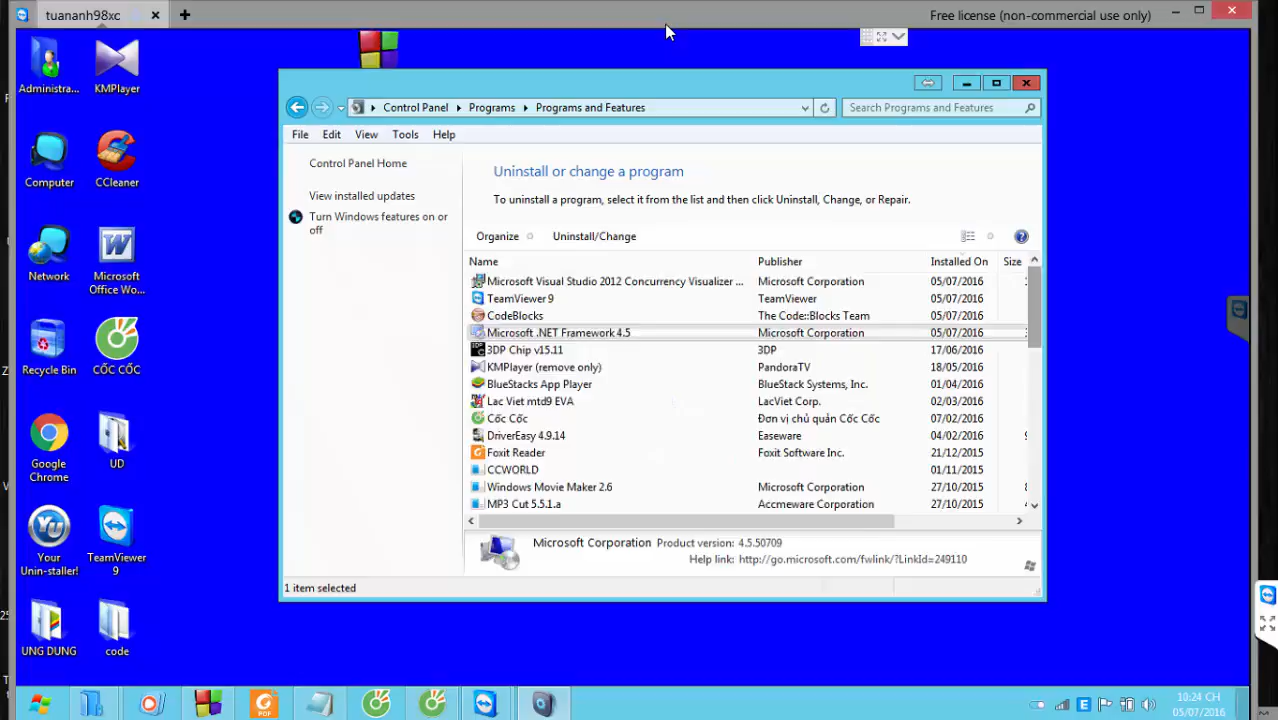 tuananh98xc
Free license (non-commercial use only)
Administra...
KMPlayer
Computer
CCleaner
Network
Microsoft
Office Wo...
Recycle Bin
CỐC CỐC
Google
Chrome
UD
Your
Unin-staller!
TeamViewer
9
UNG DUNG
code
Control Panel
Programs
Programs and Features
Search Programs and Features
File
Edit
View
Tools
Help
Control Panel Home
View installed updates
Turn Windows features on or
off
Uninstall or change a program
To uninstall a program, select it from the list and then click Uninstall, Change, or Repair.
Organize
Uninstall/Change
Name Publisher Installed On Size
Microsoft Visual Studio 2012 Concurrency Visualizer ... Microsoft Corporation 05/07/2016
TeamViewer 9 TeamViewer 05/07/2016
CodeBlocks The Code::Blocks Team 05/07/2016
Microsoft .NET Framework 4.5 Microsoft Corporation 05/07/2016
3DP Chip v15.11 3DP 17/06/2016
KMPlayer (remove only) PandoraTV 18/05/2016
BlueStacks App Player BlueStack Systems, Inc. 01/04/2016
Lac Viet mtd9 EVA LacViet Corp. 02/03/2016
Cốc Cốc Đơn vị chủ quản Cốc Cốc 07/02/2016
DriverEasy 4.9.14 Easeware 04/02/2016
Foxit Reader Foxit Software Inc. 21/12/2015
CCWORLD 01/11/2015
Windows Movie Maker 2.6 Microsoft Corporation 27/10/2015
MP3 Cut 5.5.1.a Accmeware Corporation 27/10/2015
Microsoft Corporation Product version: 4.5.50709
Help link: http://go.microsoft.com/fwlink/?LinkId=249110
1 item selected
10:24 CH
05/07/2016